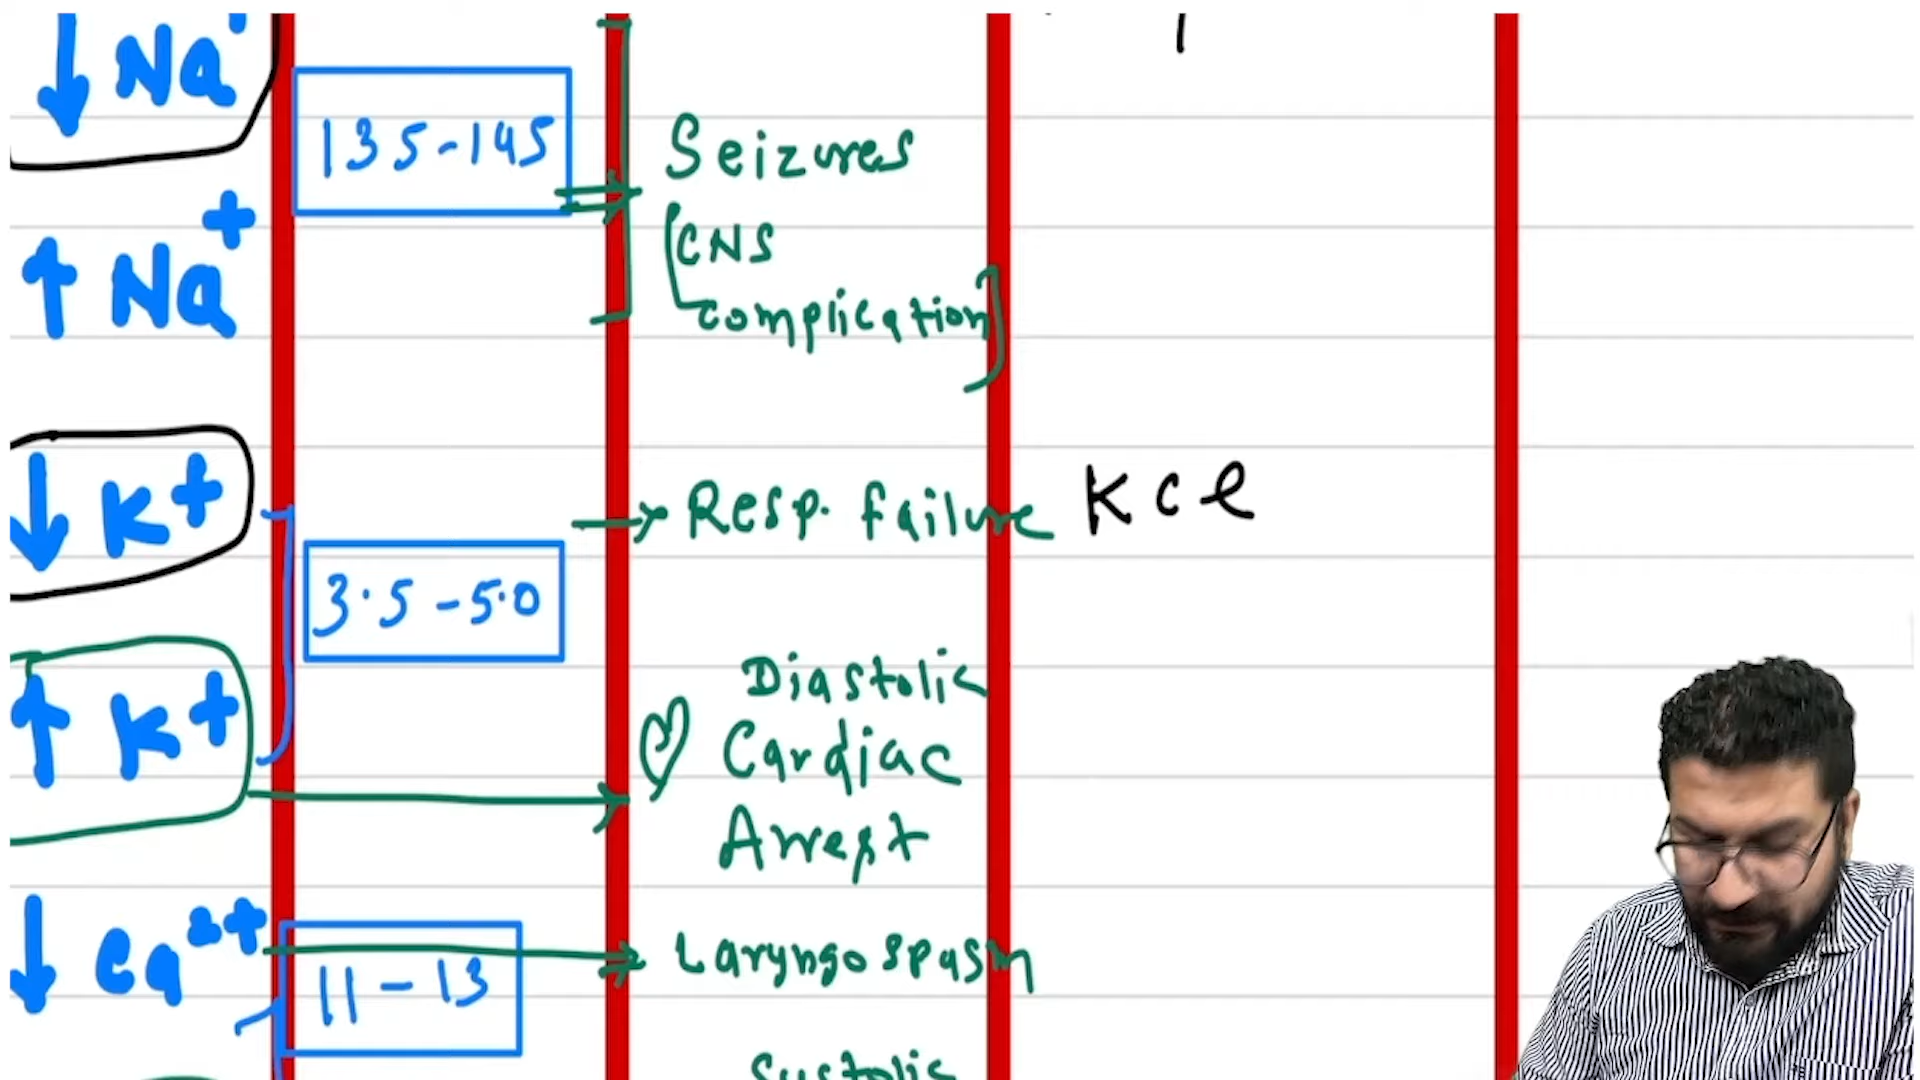 ↓ Na⁺
135-145
Seizures
[CNS
complication]
↑ Na⁺
↓ K+
→ Resp. failure
KCl
3.5-5.0
↑ K+
Diastolic
Cardiac
Arrest
↓ Ca²⁺
11-13
Laryngospasm
Systolic